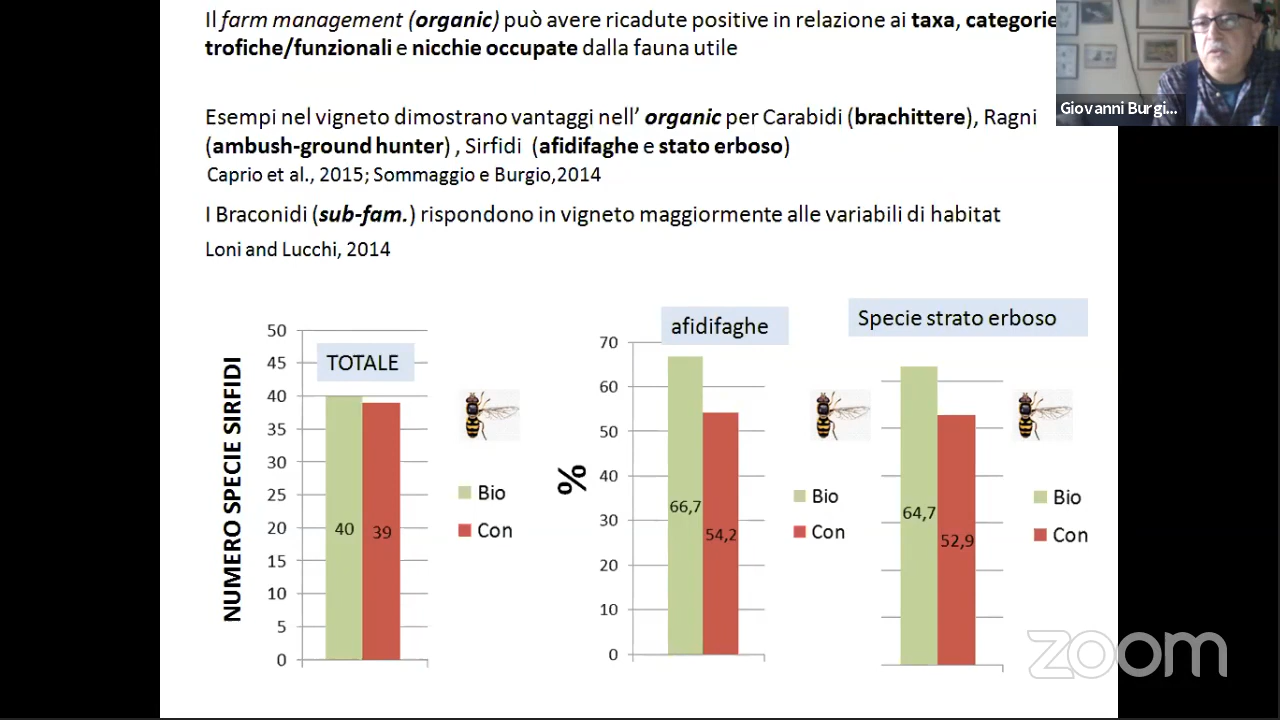 Il farm management (organic) può avere ricadute positive in relazione ai taxa, categorie
trofiche/funzionali e nicchie occupate dalla fauna utile
Giovanni Burgi...
Esempi nel vigneto dimostrano vantaggi nell' organic per Carabidi (brachittere), Ragni
(ambush-ground hunter) , Sirfidi (afidifaghe e stato erboso)
Caprio et al., 2015; Sommaggio e Burgio,2014
I Braconidi (sub-fam.) rispondono in vigneto maggiormente alle variabili di habitat
Loni and Lucchi, 2014
NUMERO SPECIE SIRFIDI
50
45
40
35
30
25
20
15
10
5
0
TOTALE
40
39
Bio
Con
%
afidifaghe
70
60
50
40
30
20
10
0
66,7
54,2
Bio
Con
Specie strato erboso
64,7
52,9
Bio
Con
zoom